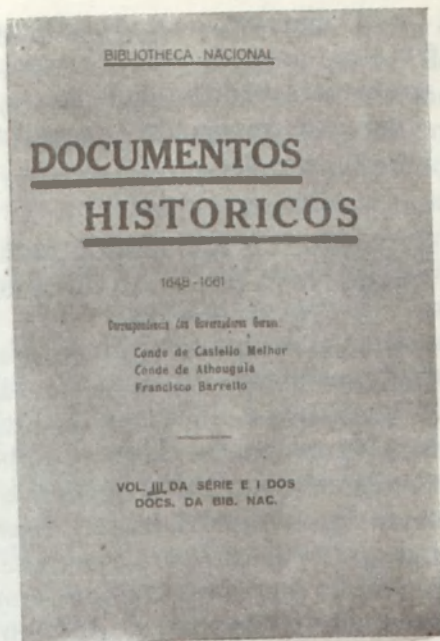 BIBLIOTHECA NACIONAL
DOCUMENTOS
HISTORICOS
1648-1661
Correspondencia dos Governadores Geraes
Conde de Castello Melhor
Conde de Athouguia
Francisco Barretto
VOL. III DA SÉRIE E I DOS
DOCS. DA BIB. NAC.